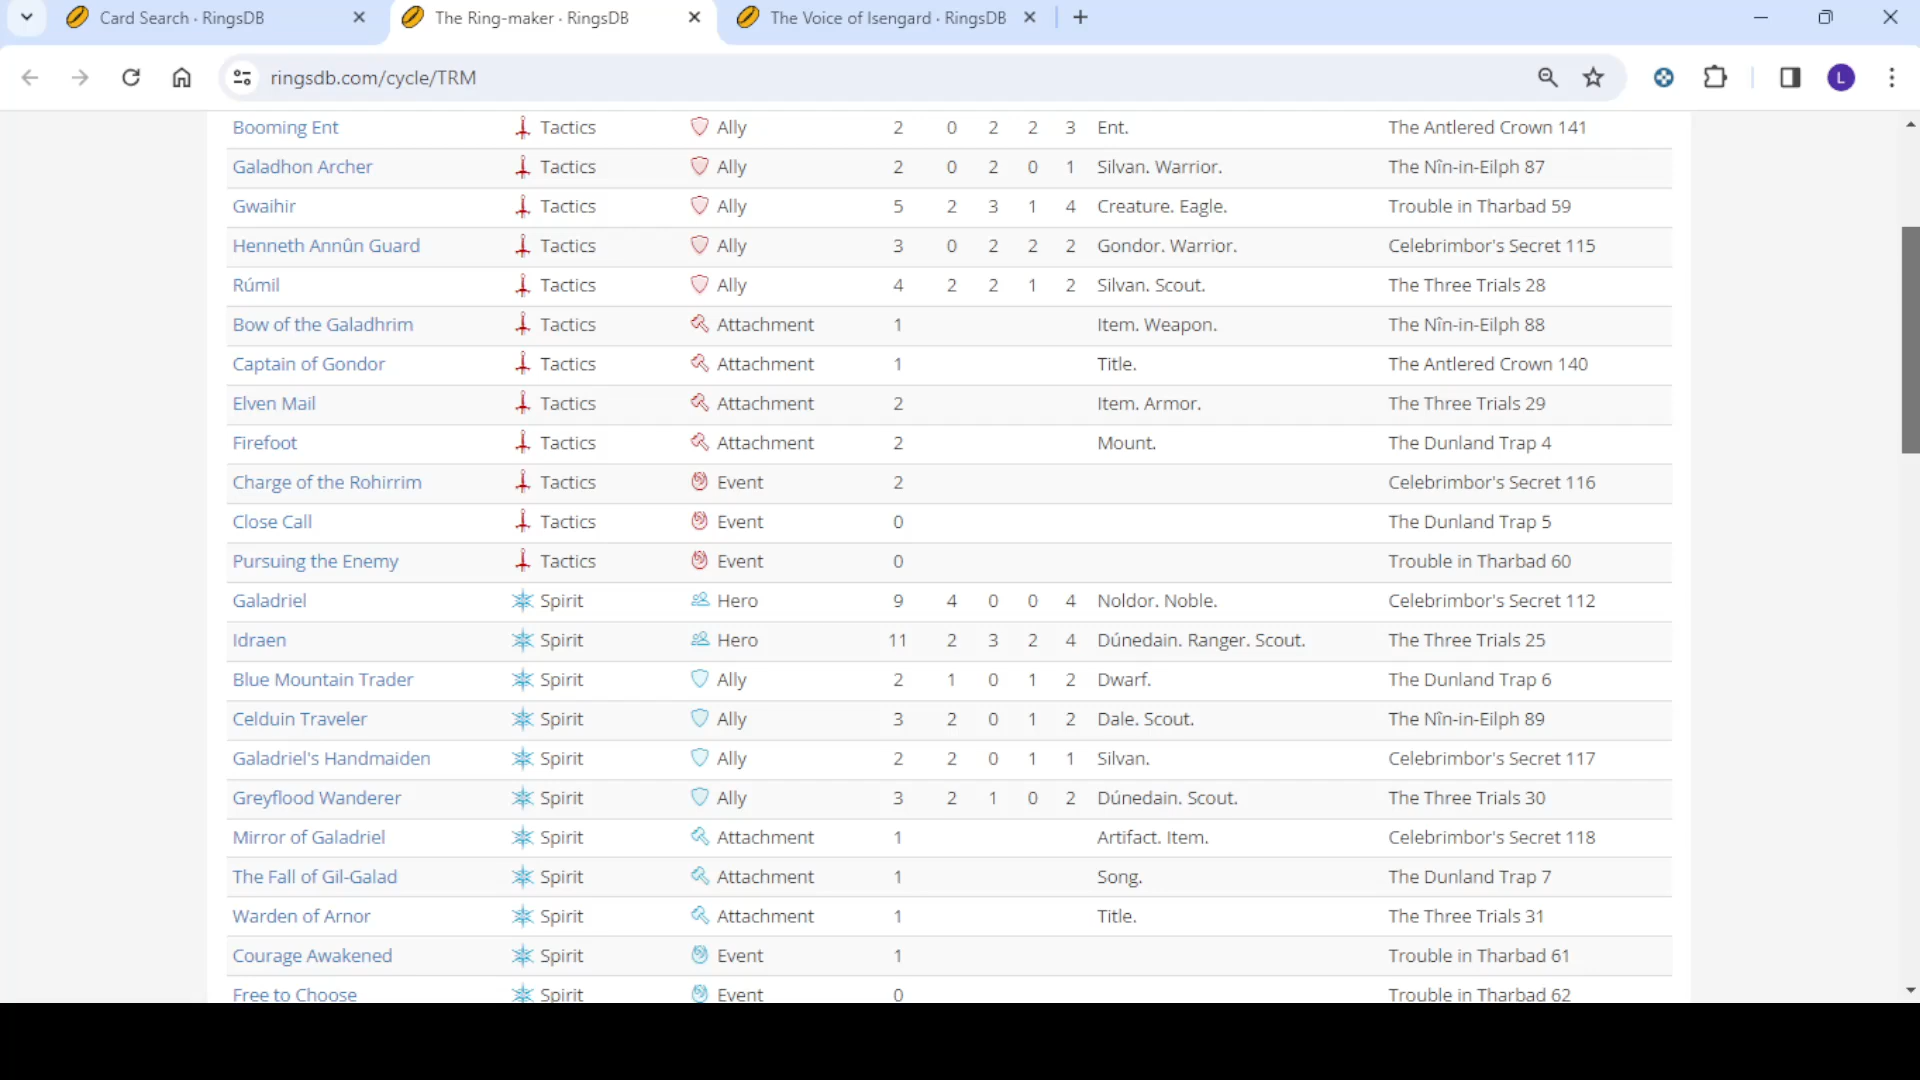 Card Search · RingsDB
The Ring-maker · RingsDB
The Voice of Isengard · RingsDB
ringsdb.com/cycle/TRM
L
Booming Ent Tactics Ally 2 0 2 2 3 Ent. The Antlered Crown 141
Galadhon Archer Tactics Ally 2 0 2 0 1 Silvan. Warrior. The Nîn-in-Eilph 87
Gwaihir Tactics Ally 5 2 3 1 4 Creature. Eagle. Trouble in Tharbad 59
Henneth Annûn Guard Tactics Ally 3 0 2 2 2 Gondor. Warrior. Celebrimbor's Secret 115
Rúmil Tactics Ally 4 2 2 1 2 Silvan. Scout. The Three Trials 28
Bow of the Galadhrim Tactics Attachment 1 Item. Weapon. The Nîn-in-Eilph 88
Captain of Gondor Tactics Attachment 1 Title. The Antlered Crown 140
Elven Mail Tactics Attachment 2 Item. Armor. The Three Trials 29
Firefoot Tactics Attachment 2 Mount. The Dunland Trap 4
Charge of the Rohirrim Tactics Event 2 Celebrimbor's Secret 116
Close Call Tactics Event 0 The Dunland Trap 5
Pursuing the Enemy Tactics Event 0 Trouble in Tharbad 60
Galadriel Spirit Hero 9 4 0 0 4 Noldor. Noble. Celebrimbor's Secret 112
Idraen Spirit Hero 11 2 3 2 4 Dúnedain. Ranger. Scout. The Three Trials 25
Blue Mountain Trader Spirit Ally 2 1 0 1 2 Dwarf. The Dunland Trap 6
Celduin Traveler Spirit Ally 3 2 0 1 2 Dale. Scout. The Nîn-in-Eilph 89
Galadriel's Handmaiden Spirit Ally 2 2 0 1 1 Silvan. Celebrimbor's Secret 117
Greyflood Wanderer Spirit Ally 3 2 1 0 2 Dúnedain. Scout. The Three Trials 30
Mirror of Galadriel Spirit Attachment 1 Artifact. Item. Celebrimbor's Secret 118
The Fall of Gil-Galad Spirit Attachment 1 Song. The Dunland Trap 7
Warden of Arnor Spirit Attachment 1 Title. The Three Trials 31
Courage Awakened Spirit Event 1 Trouble in Tharbad 61
Free to Choose Spirit Event 0 Trouble in Tharbad 62